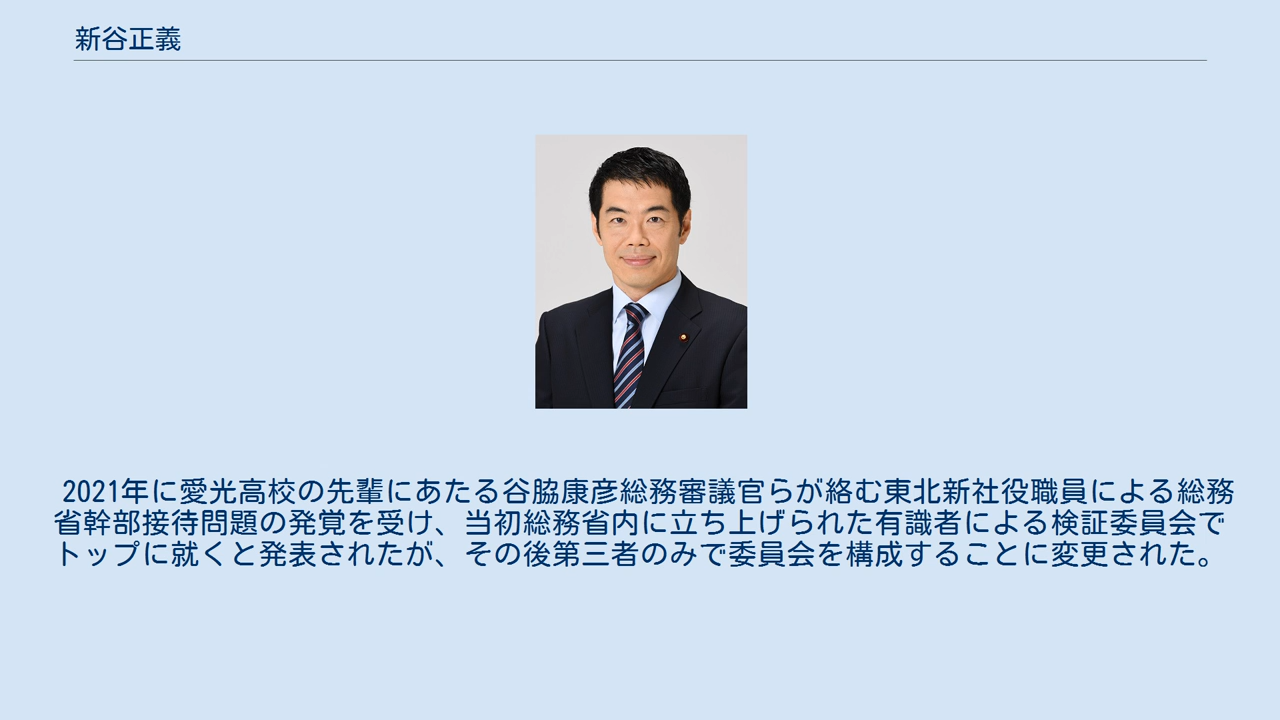 新谷正義
2021年に愛光高校の先輩にあたる谷脇康彦総務審議官らが絡む東北新社役職員による総務
省幹部接待問題の発覚を受け、当初総務省内に立ち上げられた有識者による検証委員会で
トップに就くと発表されたが、その後第三者のみで委員会を構成することに変更された。